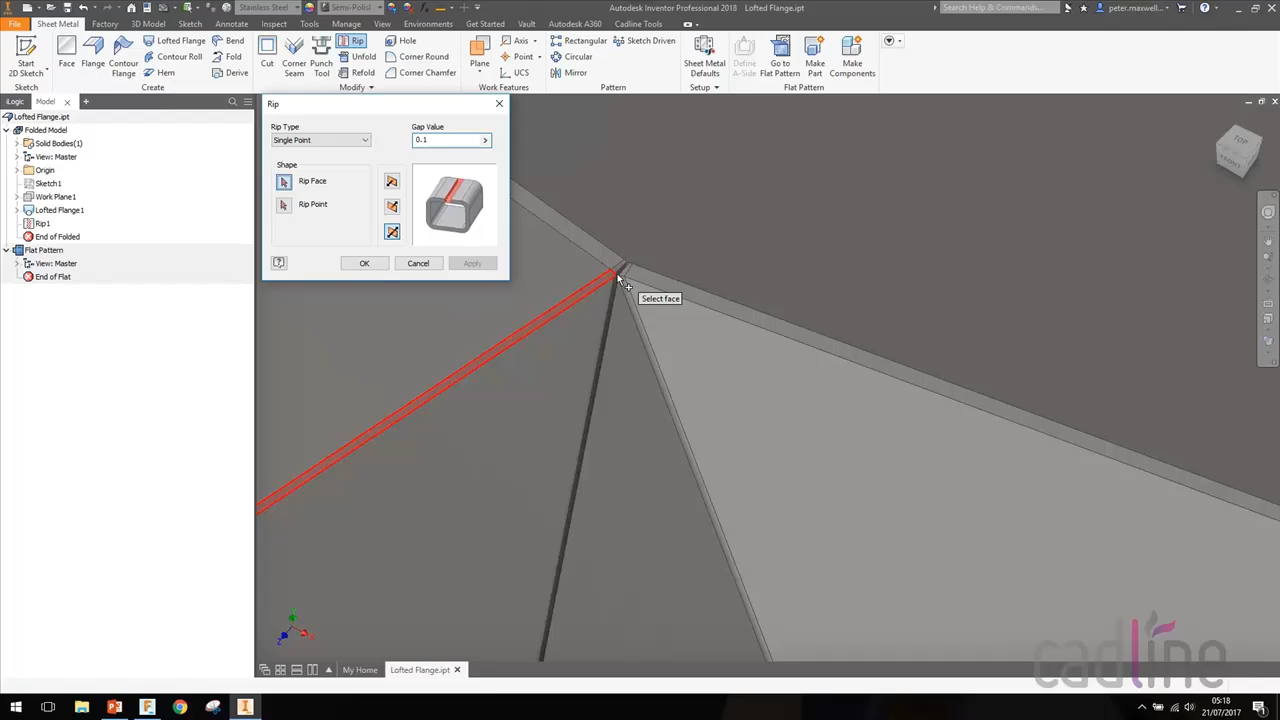 Stainless Steel
Semi-Polish
Autodesk Inventor Professional 2018   Lofted Flange.ipt
Search Help & Commands...
peter.maxwell...
File
Sheet Metal
Factory
3D Model
Sketch
Annotate
Inspect
Tools
Manage
View
Environments
Get Started
Vault
Autodesk A360
Cadline Tools
Start
2D Sketch
Face
Flange
Contour
Flange
Lofted Flange
Contour Roll
Hem
Bend
Fold
Derive
Cut
Corner
Seam
Punch
Tool
Rip
Unfold
Refold
Hole
Corner Round
Corner Chamfer
Plane
Axis
Point
UCS
Rectangular
Circular
Mirror
Sketch Driven
Sheet Metal
Defaults
Define
A-Side
Go to
Flat Pattern
Make
Part
Make
Components
Sketch
Create
Modify
Work Features
Pattern
Setup
Flat Pattern
iLogic
Model
Lofted Flange.ipt
Folded Model
Solid Bodies(1)
View: Master
Origin
Sketch1
Work Plane1
Lofted Flange1
Rip1
End of Folded
Flat Pattern
View: Master
End of Flat
Rip
Rip Type
Single Point
Gap Value
0.1
Shape
Rip Face
Rip Point
OK
Cancel
Apply
Select face
TOP
FRONT
My Home
Lofted Flange.ipt
cadline
05:18
21/07/2017